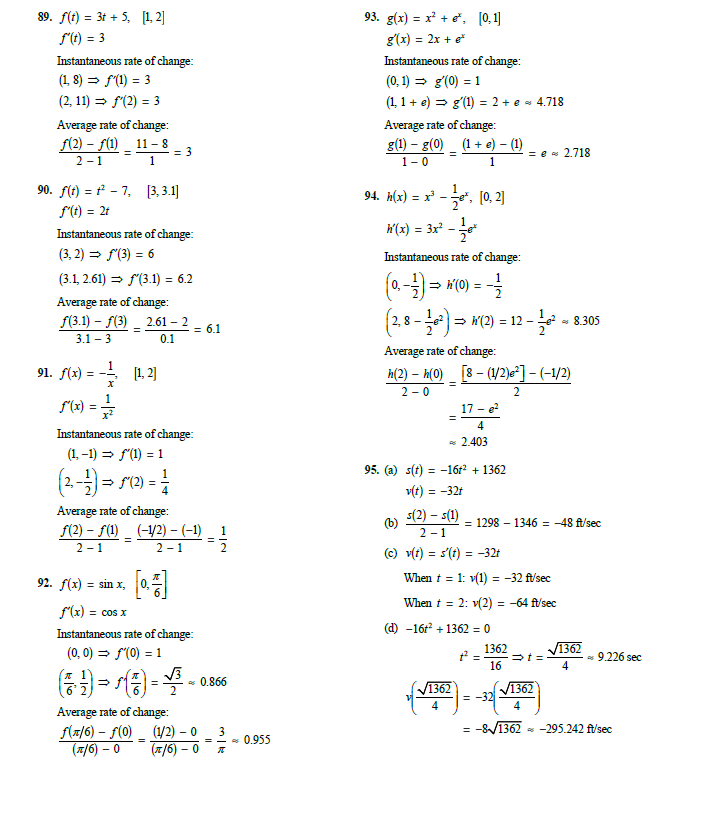 89. f(t) = 3t + 5, [1, 2]
f′(t) = 3
Instantaneous rate of change:
(1, 8) ⇒ f′(1) = 3
(2, 11) ⇒ f′(2) = 3
Average rate of change:
(f(2) − f(1))/(2 − 1) = (11 − 8)/1 = 3
90. f(t) = t² − 7, [3, 3.1]
f′(t) = 2t
Instantaneous rate of change:
(3, 2) ⇒ f′(3) = 6
(3.1, 2.61) ⇒ f′(3.1) = 6.2
Average rate of change:
(f(3.1) − f(3))/(3.1 − 3) = (2.61 − 2)/0.1 = 6.1
91. f(x) = −1/x, [1, 2]
f′(x) = 1/x²
Instantaneous rate of change:
(1, −1) ⇒ f′(1) = 1
(2, −1/2) ⇒ f′(2) = 1/4
Average rate of change:
(f(2) − f(1))/(2 − 1) = ((−1/2) − (−1))/(2 − 1) = 1/2
92. f(x) = sin x, [0, π/6]
f′(x) = cos x
Instantaneous rate of change:
(0, 0) ⇒ f′(0) = 1
(π/6, 1/2) ⇒ f′(π/6) = √3/2 ≈ 0.866
Average rate of change:
(f(π/6) − f(0))/((π/6) − 0) = ((1/2) − 0)/((π/6) − 0) = 3/π ≈ 0.955
93. g(x) = x² + eˣ, [0, 1]
g′(x) = 2x + eˣ
Instantaneous rate of change:
(0, 1) ⇒ g′(0) = 1
(1, 1 + e) ⇒ g′(1) = 2 + e ≈ 4.718
Average rate of change:
(g(1) − g(0))/(1 − 0) = ((1 + e) − (1))/1 = e ≈ 2.718
94. h(x) = x³ − 1/2 eˣ, [0, 2]
h′(x) = 3x² − 1/2 eˣ
Instantaneous rate of change:
(0, −1/2) ⇒ h′(0) = −1/2
(2, 8 − 1/2 e²) ⇒ h′(2) = 12 − 1/2 e² ≈ 8.305
Average rate of change:
(h(2) − h(0))/(2 − 0) = ([8 − (1/2)e²] − (−1/2))/2
= (17 − e²)/4
≈ 2.403
95. (a) s(t) = −16t² + 1362
v(t) = −32t
(b) (s(2) − s(1))/(2 − 1) = 1298 − 1346 = −48 ft/sec
(c) v(t) = s′(t) = −32t
When t = 1: v(1) = −32 ft/sec
When t = 2: v(2) = −64 ft/sec
(d) −16t² + 1362 = 0
t² = 1362/16 ⇒ t = √1362/4 ≈ 9.226 sec
v(√1362/4) = −32(√1362/4)
= −8√1362 ≈ −295.242 ft/sec